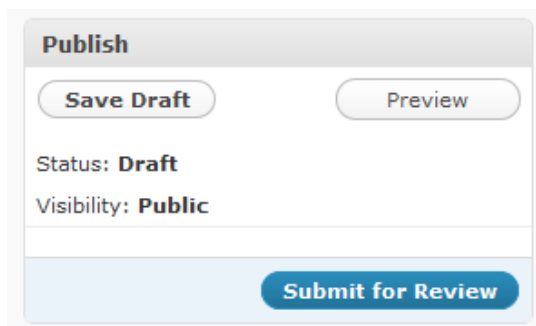 Publish
Save Draft Preview
Status: Draft
Visibility: Public
Submit for Review